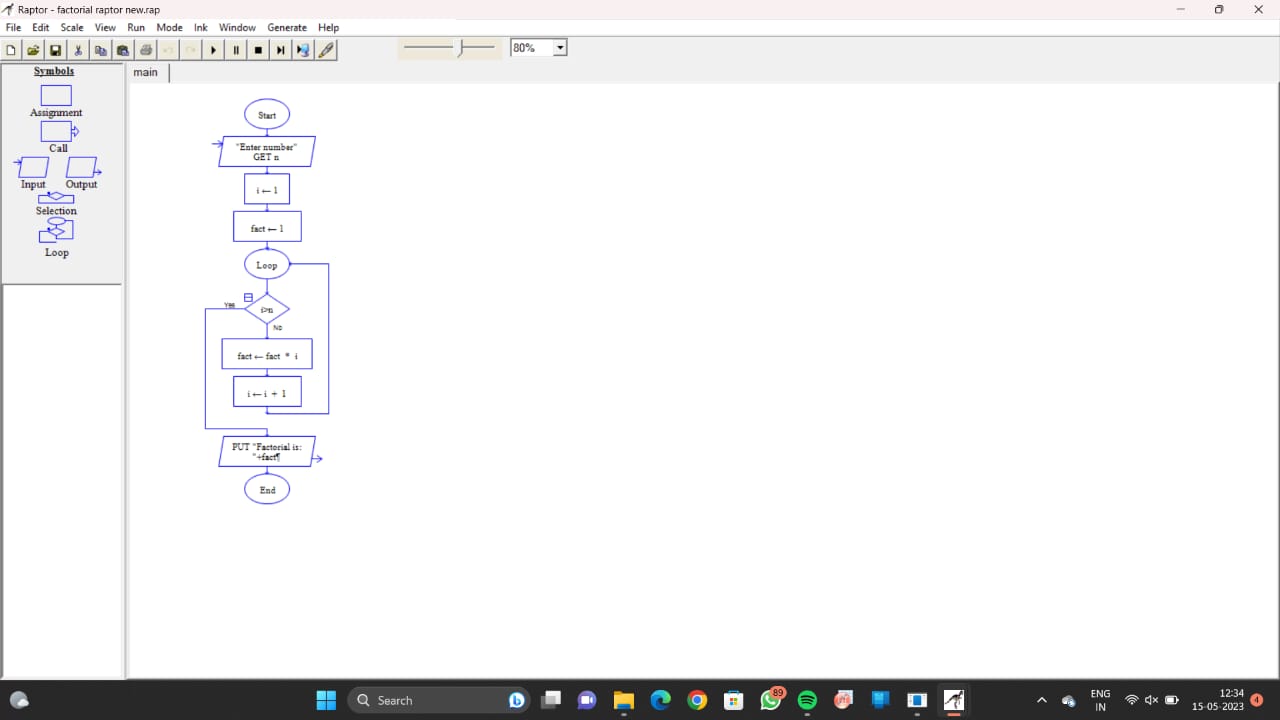 Raptor - factorial raptor new.rap
File Edit Scale View Run Mode Ink Window Generate Help
80%
Symbols
Assignment
Call
Input Output
Selection
Loop
main
Start
"Enter number"
GET n
i ← 1
fact ← 1
Loop
Yes
i>n
No
fact ← fact * i
i ← i + 1
PUT "Factorial is:
"+fact¶
End
Search
89
ENG
IN
12:34
15-05-2023
4